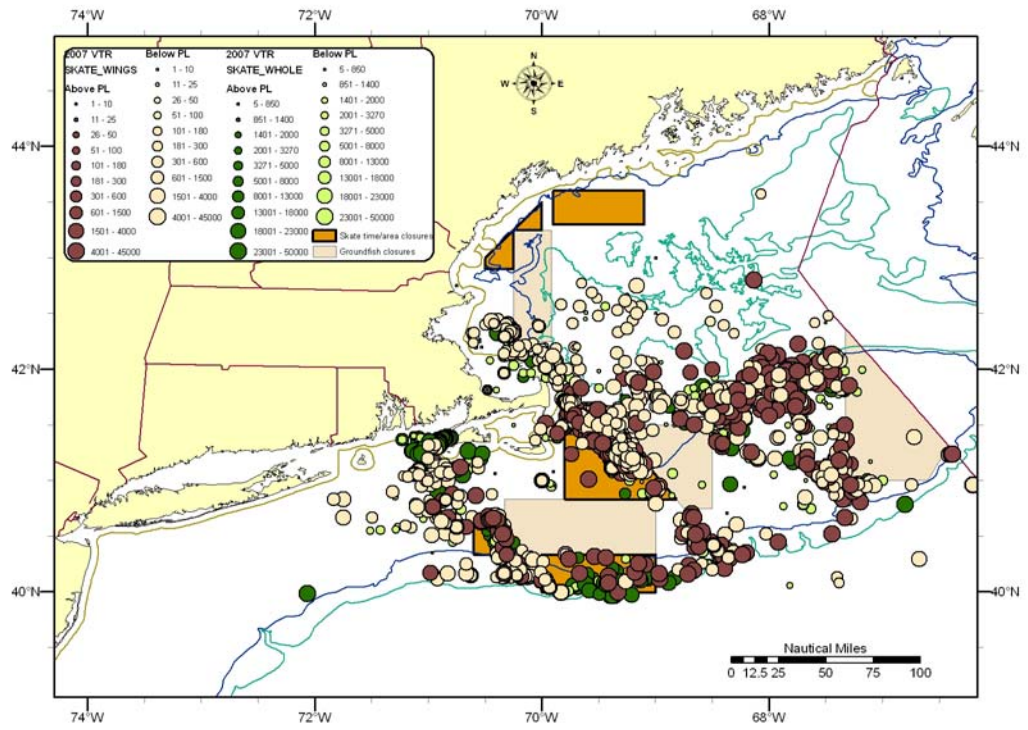 70°W 68°W
72°W
44°N
42°N
40°N
44°N
42°N
40°N
74°W 72°W 70°W 68°W
N
W E
S
2007 VTR
SKATE_WINGS
Above PL
1 - 10
11 - 25
26 - 50
51 - 100
101 - 180
181 - 300
301 - 600
601 - 1500
1501 - 4000
4001 - 45000
Below PL
1 - 10
11 - 25
26 - 50
51 - 100
101 - 180
181 - 300
301 - 600
601 - 1500
1501 - 4000
4001 - 45000
2007 VTR
SKATE_WHOLE
Above PL
5 - 850
851 - 1400
1401 - 2000
2001 - 3270
3271 - 5000
5001 - 8000
8001 - 13000
13001 - 18000
18001 - 23000
23001 - 50000
Below PL
5 - 850
851 - 1400
1401 - 2000
2001 - 3270
3271 - 5000
5001 - 8000
8001 - 13000
13001 - 18000
18001 - 23000
23001 - 50000
Skate time/area closures
Groundfish closures
Nautical Miles
0 12.5 25 50 75 100